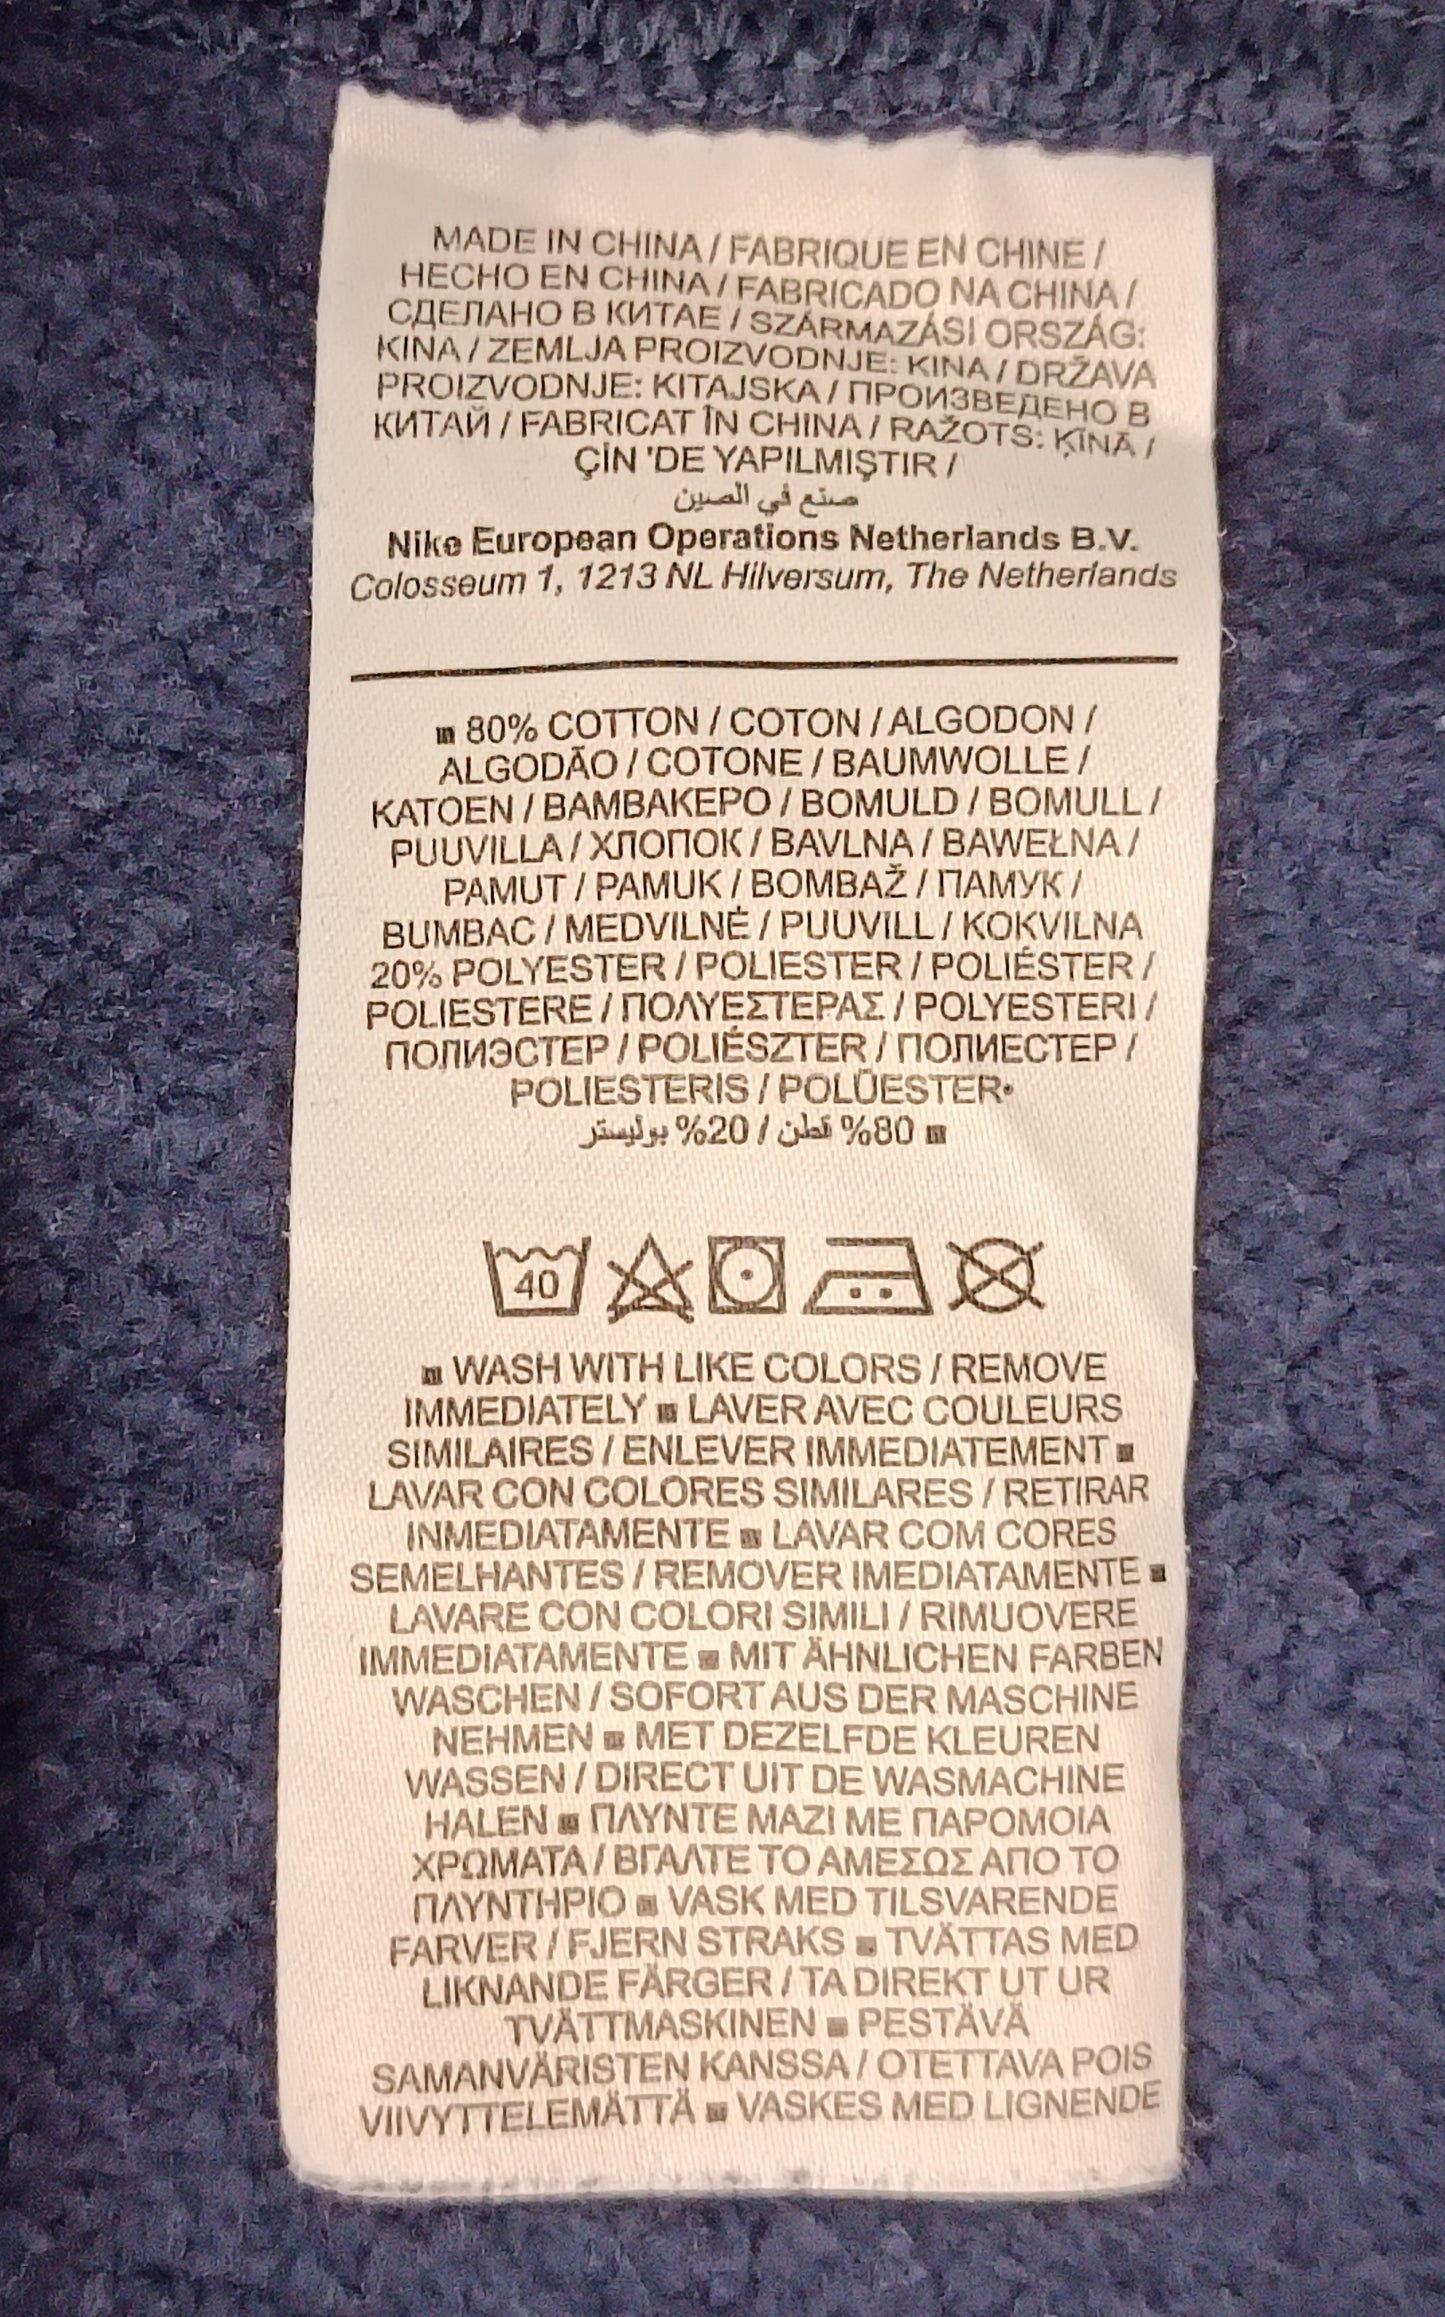 MADE IN CHINA / FABRIQUE EN CHINE /
HECHO EN CHINA / FABRICADO NA CHINA /
СДЕЛАНО В КИТАЕ / SZÁRMAZÁSI ORSZÁG:
KINA / ZEMLJA PROIZVODNJE: KINA / DRŽAVA
PROIZVODNJE: KITAJSKA / ПРОИЗВЕДЕНО В
КИТАЙ / FABRICAT ÎN CHINA / RAŽOTS: ĶĪNĀ /
ÇİN 'DE YAPILMIŞTIR /
صنع في الصين
Nike European Operations Netherlands B.V.
Colosseum 1, 1213 NL Hilversum, The Netherlands
■ 80% COTTON / COTON / ALGODON /
ALGODÃO / COTONE / BAUMWOLLE /
KATOEN / ΒΑΜΒΑΚΕΡΟ / BOMULD / BOMULL /
PUUVILLA / ХЛОПОК / BAVLNA / BAWEŁNA /
PAMUT / PAMUK / BOMBAŽ / ПАМУК /
BUMBAC / MEDVILNĖ / PUUVILL / KOKVILNA
20% POLYESTER / POLIESTER / POLIÉSTER /
POLIESTERE / ΠΟΛΥΕΣΤΕΡΑΣ / POLYESTERI /
ПОЛИЭСТЕР / POLIÉSZTER / ПОЛИЕСТЕР /
POLIESTERIS / POLÜESTER•
■ 80% قطن / 20% بوليستر
40
■ WASH WITH LIKE COLORS / REMOVE
IMMEDIATELY ■ LAVER AVEC COULEURS
SIMILAIRES / ENLEVER IMMEDIATEMENT ■
LAVAR CON COLORES SIMILARES / RETIRAR
INMEDIATAMENTE ■ LAVAR COM CORES
SEMELHANTES / REMOVER IMEDIATAMENTE ■
LAVARE CON COLORI SIMILI / RIMUOVERE
IMMEDIATAMENTE ■ MIT ÄHNLICHEN FARBEN
WASCHEN / SOFORT AUS DER MASCHINE
NEHMEN ■ MET DEZELFDE KLEUREN
WASSEN / DIRECT UIT DE WASMACHINE
HALEN ■ ΠΛΥΝΤΕ ΜΑΖΙ ΜΕ ΠΑΡΟΜΟΙΑ
ΧΡΩΜΑΤΑ / ΒΓΑΛΤΕ ΤΟ ΑΜΕΣΩΣ ΑΠΟ ΤΟ
ΠΛΥΝΤΗΡΙΟ ■ VASK MED TILSVARENDE
FARVER / FJERN STRAKS ■ TVÄTTAS MED
LIKNANDE FÄRGER / TA DIREKT UT UR
TVÄTTMASKINEN ■ PESTÄVÄ
SAMANVÄRISTEN KANSSA / OTETTAVA POIS
VIIVYTTELEMÄTTÄ ■ VASKES MED LIGNENDE